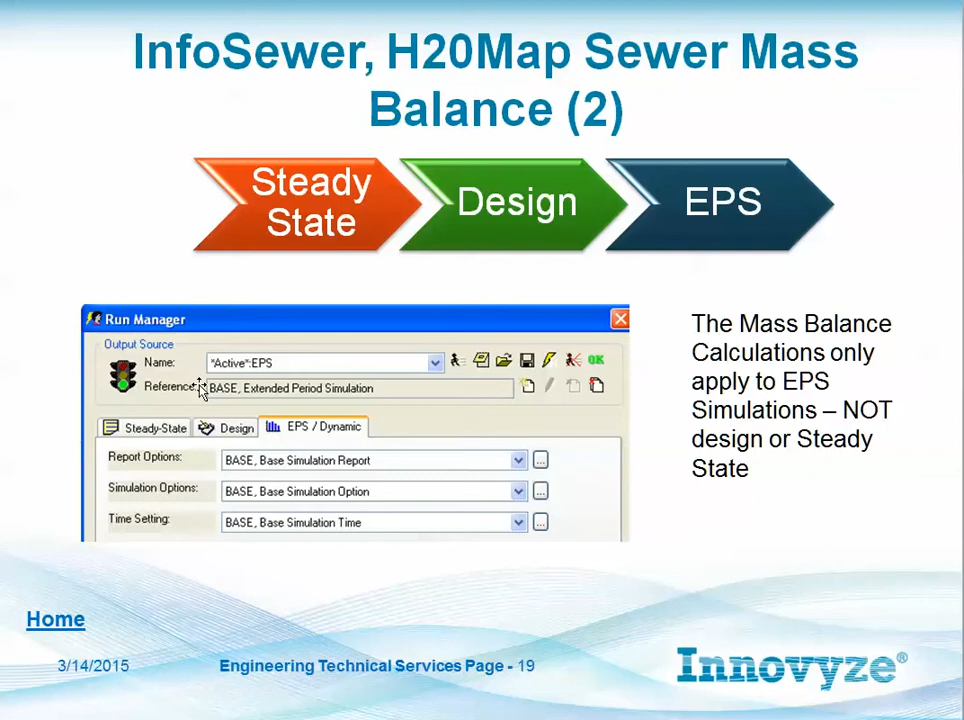 InfoSewer, H20Map Sewer Mass
Balance (2)
Steady
State
Design
EPS
Run Manager
Output Source
Name:
*Active*:EPS
OK
Reference:
BASE, Extended Period Simulation
Steady-State
Design
EPS / Dynamic
Report Options:
BASE, Base Simulation Report
...
Simulation Options:
BASE, Base Simulation Option
...
Time Setting:
BASE, Base Simulation Time
...
The Mass Balance
Calculations only
apply to EPS
Simulations – NOT
design or Steady
State
Home
3/14/2015
Engineering Technical Services Page - 19
Innovyze®